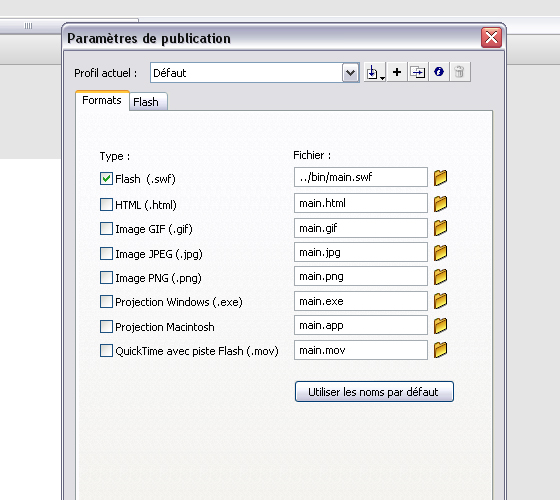 Paramètres de publication
Profil actuel : Défaut
Formats Flash
Type : Fichier :
Flash (.swf) ../bin/main.swf
HTML (.html) main.html
Image GIF (.gif) main.gif
Image JPEG (.jpg) main.jpg
Image PNG (.png) main.png
Projection Windows (.exe) main.exe
Projection Macintosh main.app
QuickTime avec piste Flash (.mov) main.mov
Utiliser les noms par défaut